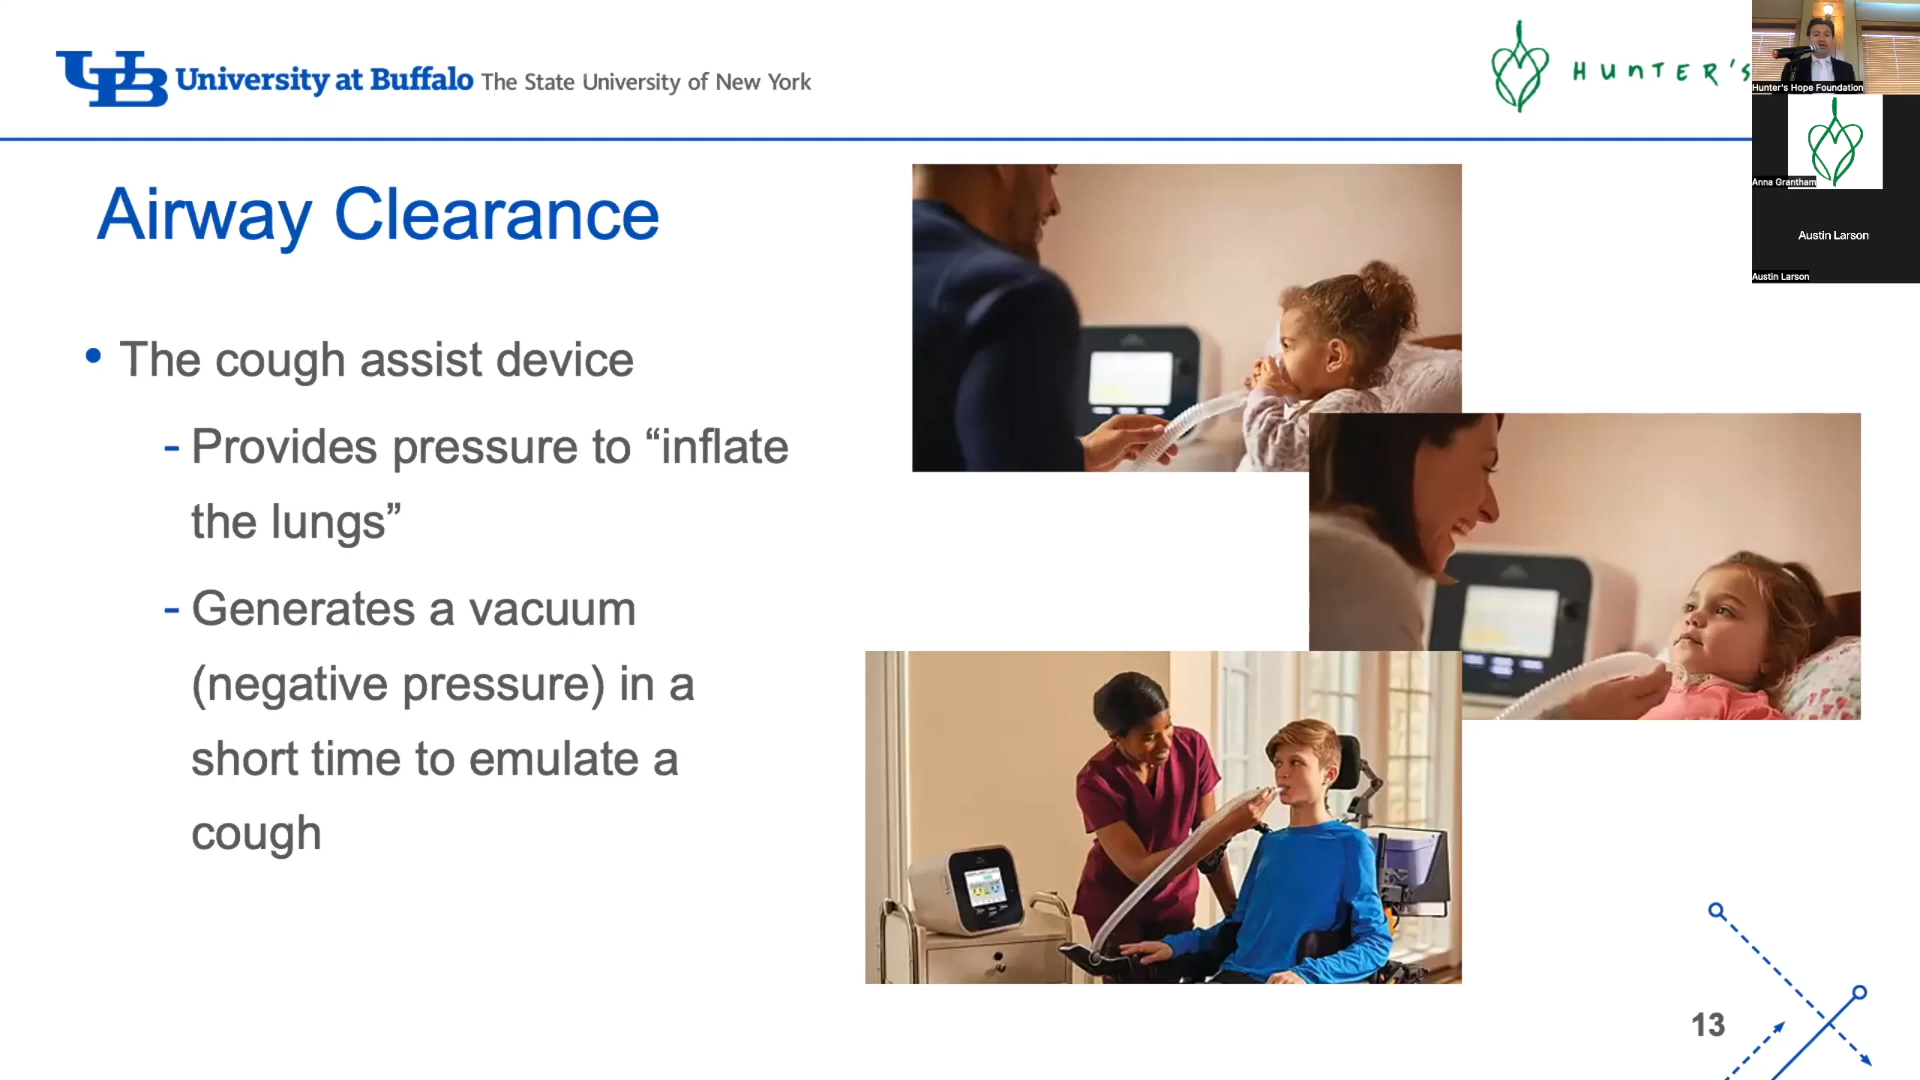 UB University at Buffalo The State University of New York
HUNTER'S
Hunter's Hope Foundation
Anna Grantham
Austin Larson
Austin Larson
Airway Clearance
• The cough assist device
- Provides pressure to “inflate
the lungs”
- Generates a vacuum
(negative pressure) in a
short time to emulate a
cough
13